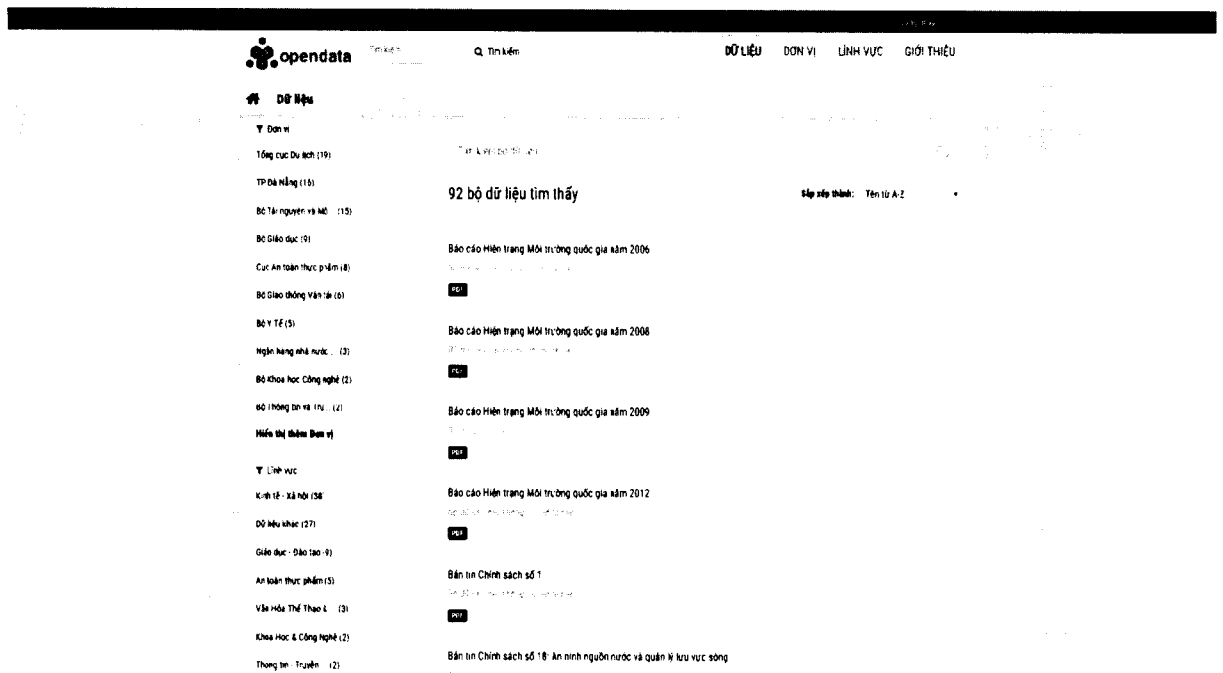 opendata
Tìm kiếm
Tìm kiếm
DỮ LIỆU
ĐƠN VỊ
LĨNH VỰC
GIỚI THIỆU
Dữ liệu
Đơn vị
Tổng cục Du lịch (19)
TP Đà Nẵng (16)
Bộ Tài nguyên và Mô... (15)
Bộ Giáo dục (9)
Cục An toàn thực phẩm (8)
Bộ Giao thông Vận tải (6)
Bộ Y TẾ (5)
Ngân hàng nhà nước ... (3)
Bộ Khoa học Công nghệ (2)
Bộ Thông tin và Tru... (2)
Hiển thị thêm Đơn vị
Lĩnh vực
Kinh tế - Xã hội (38)
Dữ liệu khác (27)
Giáo dục - Đào tạo (9)
An toàn thực phẩm (5)
Văn Hóa Thể Thao & ... (3)
Khoa Học & Công Nghệ (2)
Thông tin - Truyền ... (2)
92 bộ dữ liệu tìm thấy
Sắp xếp thành: Tên từ A-Z
Báo cáo Hiện trạng Môi trường quốc gia năm 2006
PDF
Báo cáo Hiện trạng Môi trường quốc gia năm 2008
PDF
Báo cáo Hiện trạng Môi trường quốc gia năm 2009
PDF
Báo cáo Hiện trạng Môi trường quốc gia năm 2012
PDF
Bản tin Chính sách số 1
PDF
Bản tin Chính sách số 18: An ninh nguồn nước và quản lý lưu vực sông